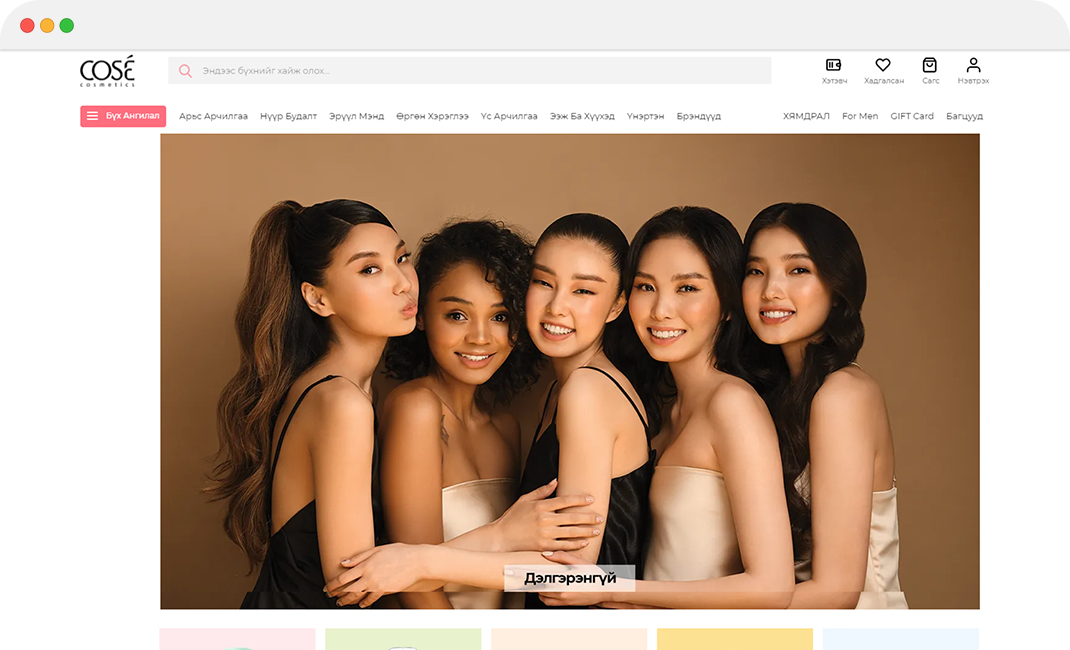 COSÉ
cosmetics
Эндээс бүхнийг хайж олох...
Хэтэвч
Хадгалсан
Сагс
Нэвтрэх
Бүх Ангилал
Арьс Арчилгаа
Нүүр Будалт
Эрүүл Мэнд
Өргөн Хэрэглээ
Үс Арчилгаа
Ээж Ба Хүүхэд
Үнэртэн
Брэндүүд
ХЯМДРАЛ
For Men
GIFT Card
Багцууд
Дэлгэрэнгүй